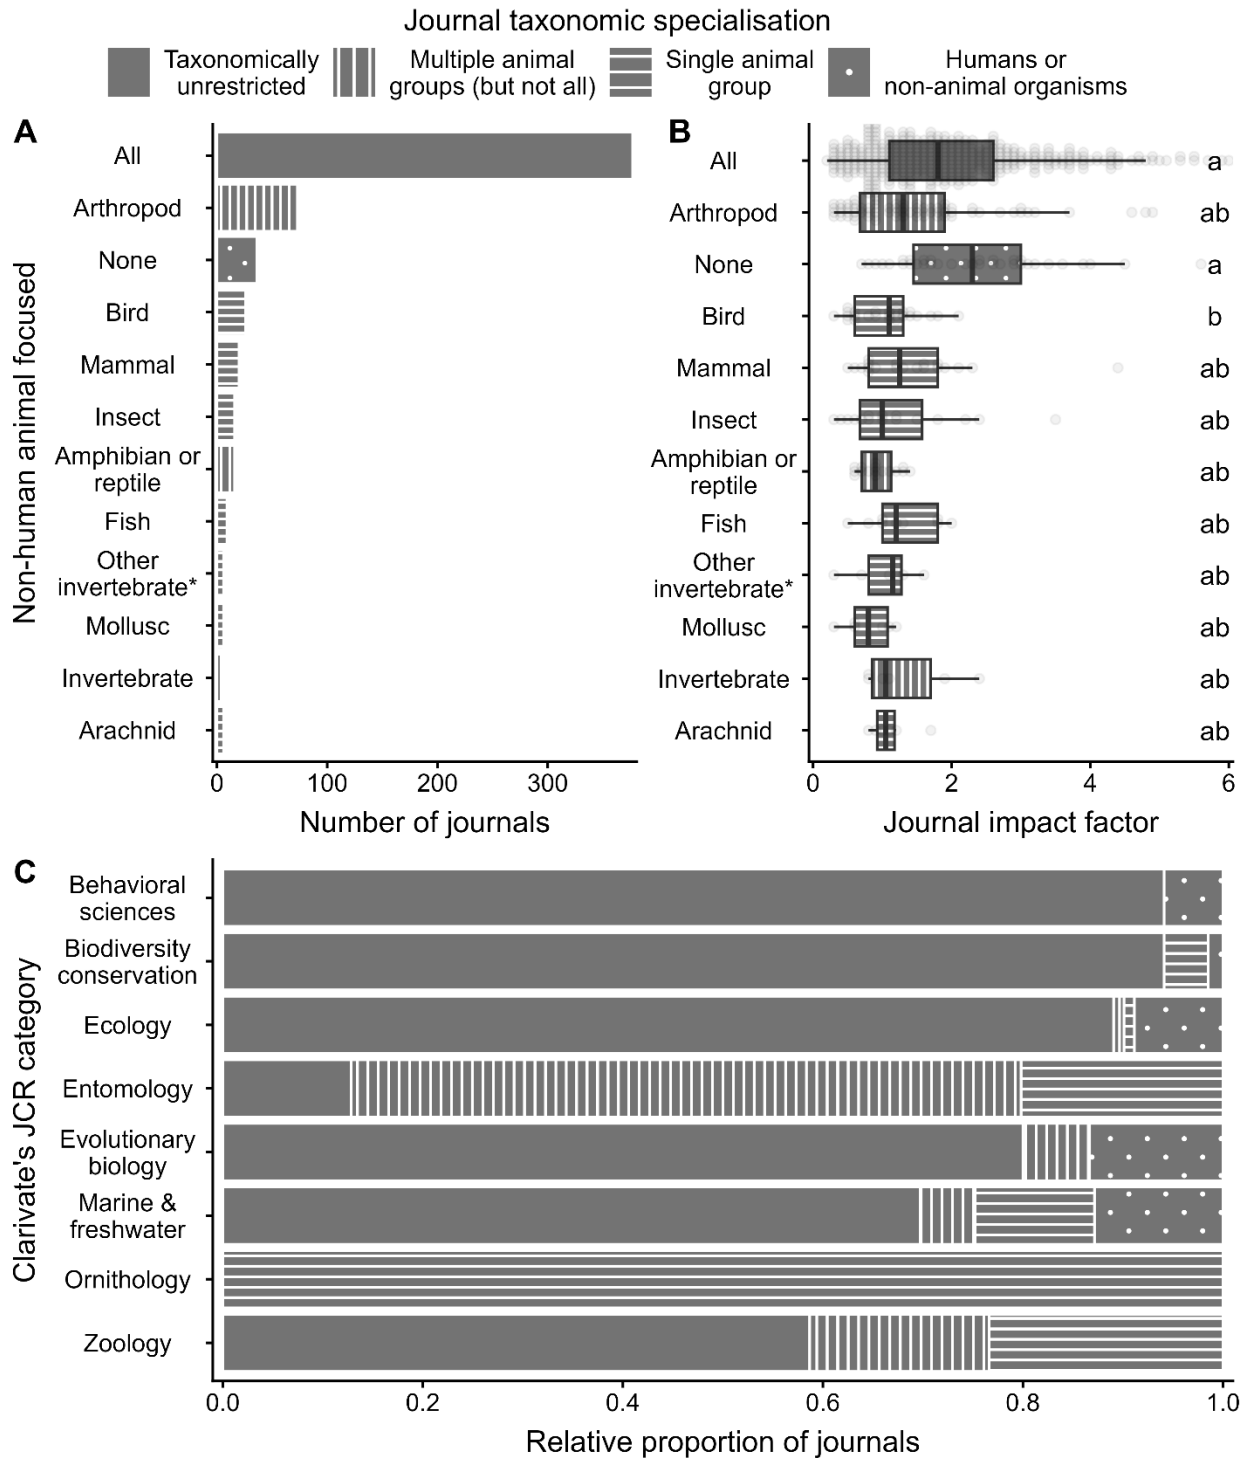 Journal taxonomic specialisation
Taxonomically
unrestricted
Multiple animal
groups (but not all)
Single animal
group
Humans or
non-animal organisms
A
Non-human animal focused
All
Arthropod
None
Bird
Mammal
Insect
Amphibian or
reptile
Fish
Other
invertebrate*
Mollusc
Invertebrate
Arachnid
0
100
200
300
Number of journals
B
All
Arthropod
None
Bird
Mammal
Insect
Amphibian or
reptile
Fish
Other
invertebrate*
Mollusc
Invertebrate
Arachnid
a
ab
a
b
ab
ab
ab
ab
ab
ab
ab
ab
0
2
4
6
Journal impact factor
C
Clarivate's JCR category
Behavioral
sciences
Biodiversity
conservation
Ecology
Entomology
Evolutionary
biology
Marine &
freshwater
Ornithology
Zoology
0.0
0.2
0.4
0.6
0.8
1.0
Relative proportion of journals